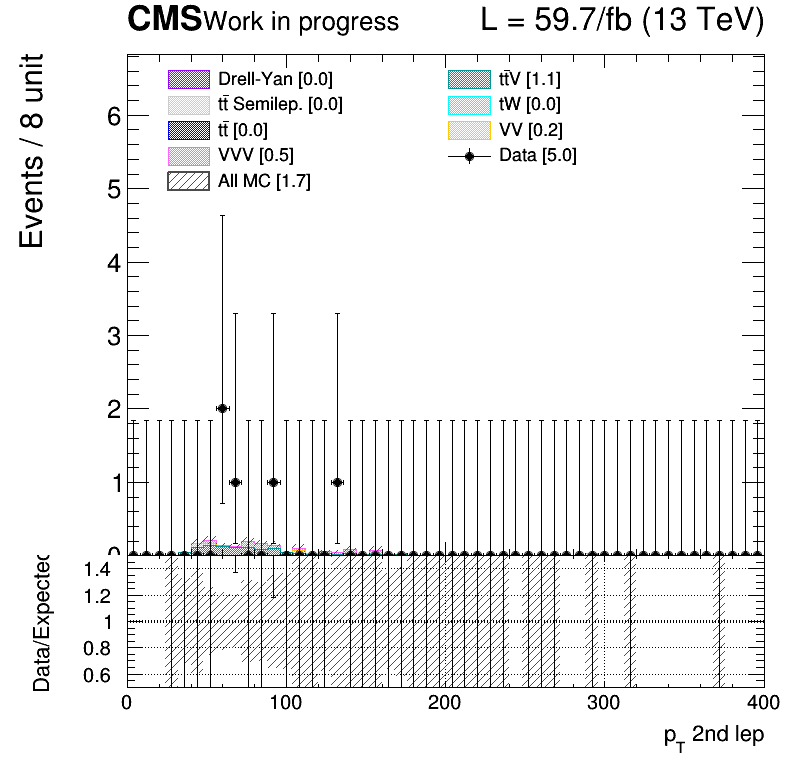 CMS Work in progress L = 59.7/fb (13 TeV)
Events / 8 unit
Drell-Yan [0.0]
tt̄ Semilep. [0.0]
tt̄ [0.0]
VVV [0.5]
All MC [1.7]
tt̄V [1.1]
tW [0.0]
VV [0.2]
Data [5.0]
6
5
4
3
2
1
0
Data/Expected
1.4
1.2
1
0.8
0.6
0 100 200 300 400
p_T 2nd lep